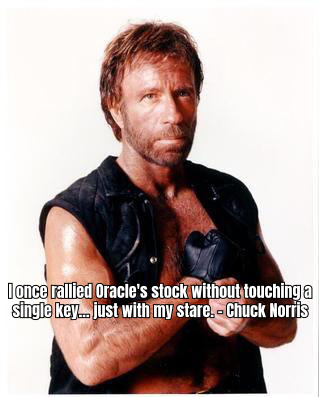 I once rallied Oracle's stock without touching a
single key... just with my stare. - Chuck Norris